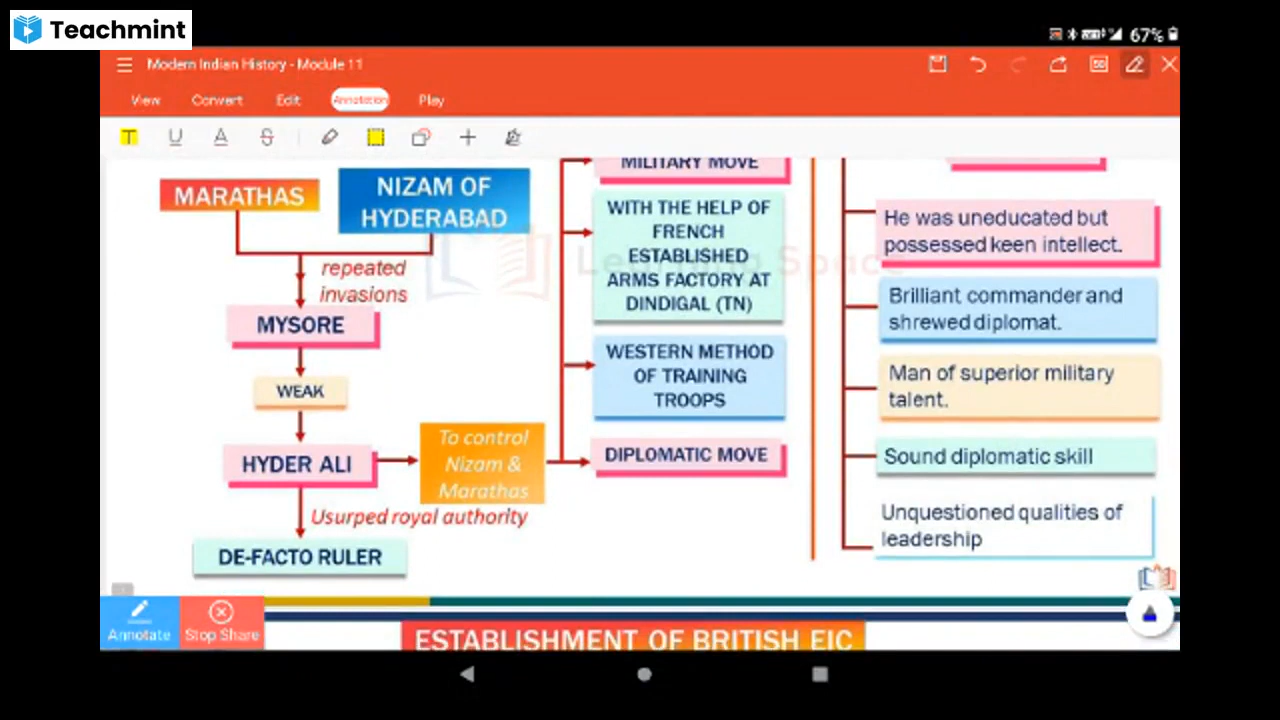 Teachmint
67%
Modern Indian History - Module 11
View Convert Edit Annotation Play
MARATHAS
NIZAM OF
HYDERABAD
repeated
invasions
MYSORE
WEAK
HYDER ALI
To control
Nizam &
Marathas
Usurped royal authority
DE-FACTO RULER
MILITARY MOVE
WITH THE HELP OF
FRENCH
ESTABLISHED
ARMS FACTORY AT
DINDIGAL (TN)
WESTERN METHOD
OF TRAINING
TROOPS
DIPLOMATIC MOVE
Learning Space
He was uneducated but
possessed keen intellect.
Brilliant commander and
shrewed diplomat.
Man of superior military
talent.
Sound diplomatic skill
Unquestioned qualities of
leadership
Annotate
Stop Share
ESTABLISHMENT OF BRITISH EIC